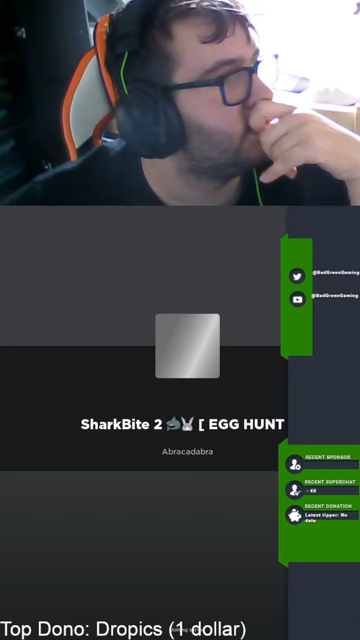 @BadGreenGaming
@BadGreenGaming
SharkBite 2 🦈🐰 [ EGG HUNT
Abracadabra
RECENT SPONSOR
RECENT SUPERCHAT
- €0
RECENT DONATION
Latest tipper: No
data
Top Dono: Dropics (1 dollar)